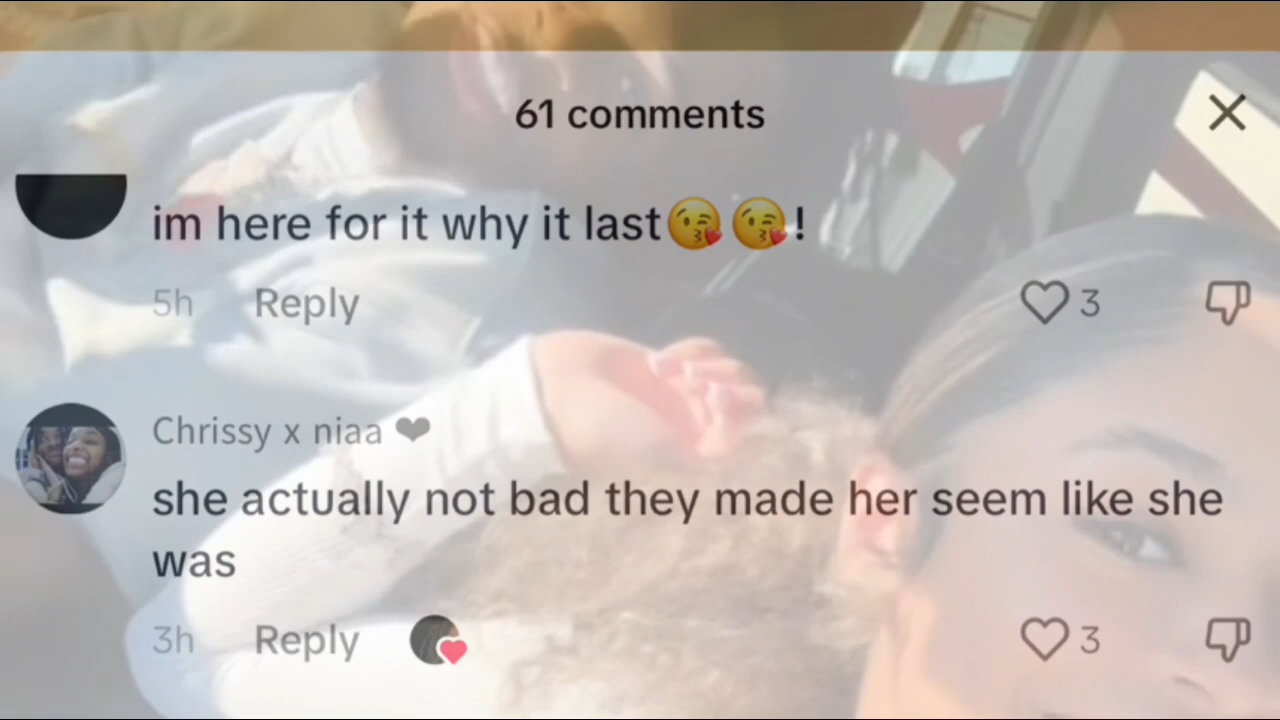 61 comments
im here for it why it last😘😘!
5h Reply 3
Chrissy x niaa ❤
she actually not bad they made her seem like she
was
3h Reply 3